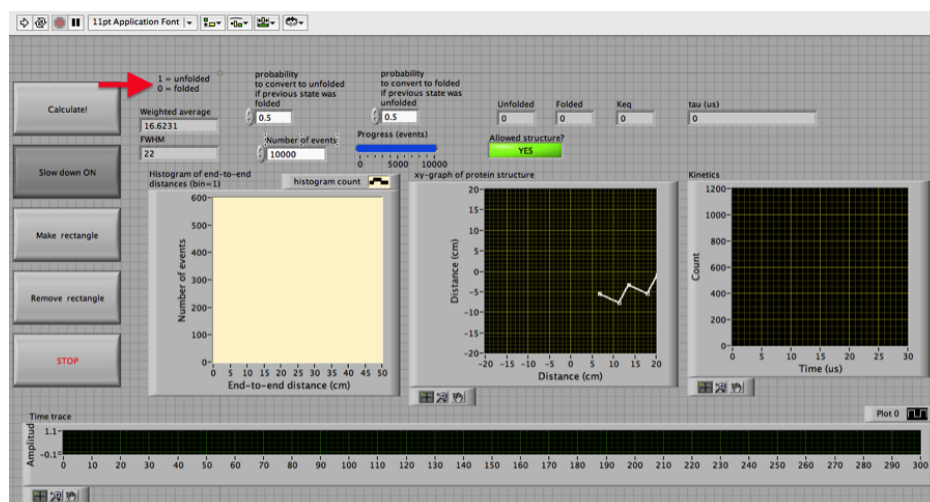 11pt Application Font
1 = unfolded
0 = folded
probability
to convert to unfolded
if previous state was
folded
0.5
probability
to convert to folded
if previous state was
unfolded
0.5
Calculate!
Weighted average
16.6231
FWHM
22
Number of events
10000
Progress (events)
0 5000 10000
Unfolded
0
Folded
0
Keq
0
tau (us)
0
Allowed structure?
YES
Slow down ON
Make rectangle
Remove rectangle
STOP
Histogram of end-to-end
distances (bin=1)
histogram count
600
500
400
300
200
100
0
Number of events
0 5 10 15 20 25 30 35 40 45 50
End-to-end distance (cm)
xy-graph of protein structure
20
15
10
5
0
-5
-10
-15
-20
Distance (cm)
-20 -15 -10 -5 0 5 10 15 20
Distance (cm)
Kinetics
1200
1000
800
600
400
200
0
Count
0 5 10 15 20 25 30
Time (us)
Time trace
Plot 0
Amplitud
1.1
-0.1
0 10 20 30 40 50 60 70 80 90 100 110 120 130 140 150 160 170 180 190 200 210 220 230 240 250 260 270 280 290 300